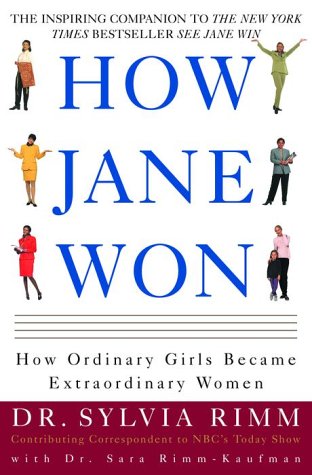 THE INSPIRING COMPANION TO THE NEW YORK
TIMES BESTSELLER SEE JANE WIN
HOW
JANE
WON
How Ordinary Girls Became
Extraordinary Women
DR. SYLVIA RIMM
Contributing Correspondent to NBC's Today Show
with Dr. Sara Rimm-Kaufman